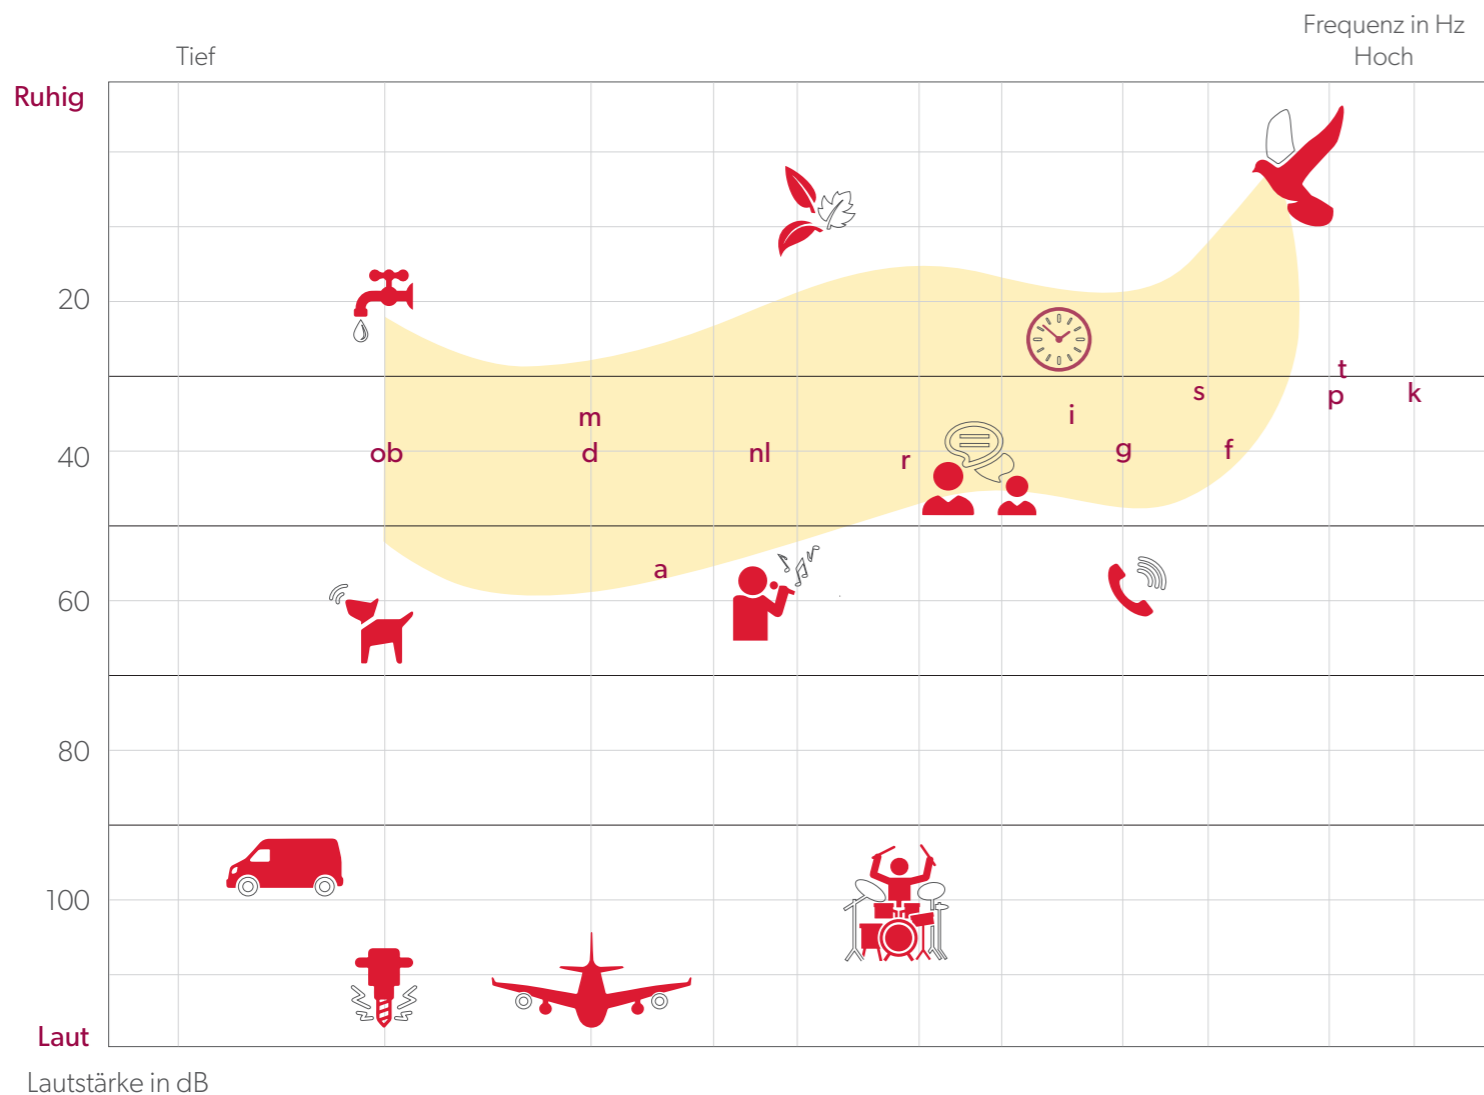 Frequenz in Hz
Tief
Hoch
Ruhig
20
t
s
p
k
m
i
40
ob
d
nl
r
g
f
a
60
80
100
Laut
Lautstärke in dB